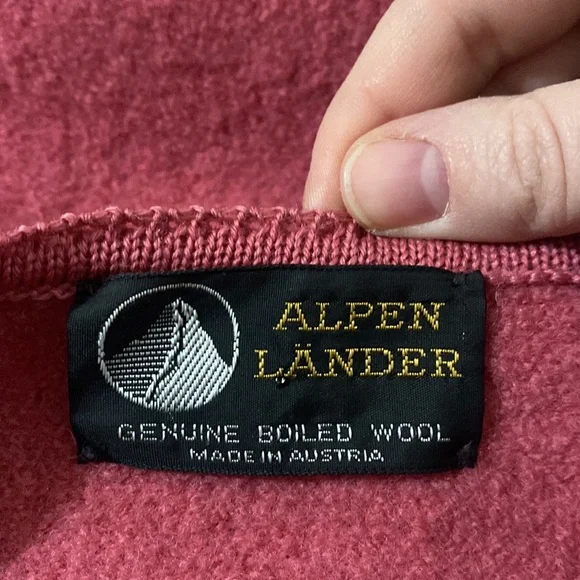 ALPEN
LÄNDER
GENUINE BOILED WOOL
MADE IN AUSTRIA